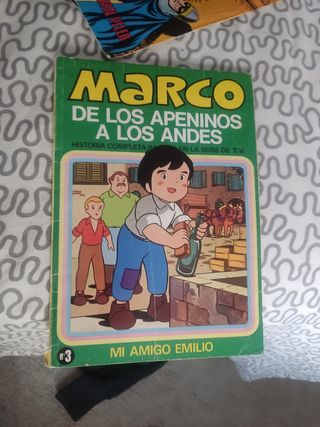 MARCO
DE LOS APENINOS
A LOS ANDES
HISTORIA COMPLETA EN LA SERIE DE T.V.
MI AMIGO EMILIO
nº3